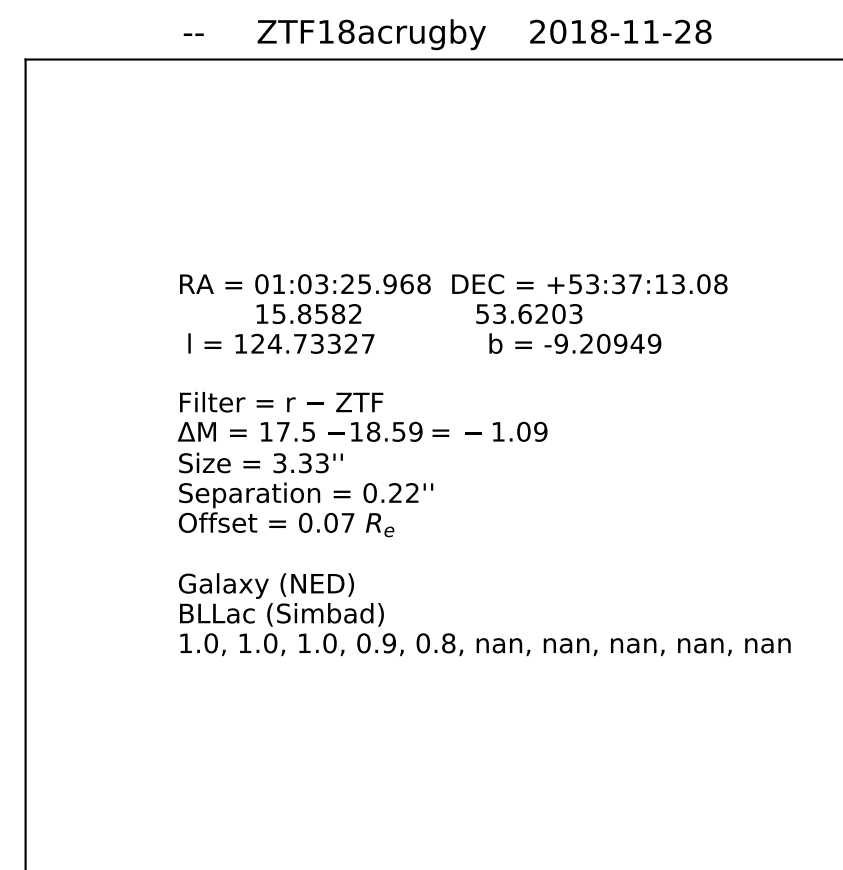 -- ZTF18acrugby 2018-11-28
RA = 01:03:25.968 DEC = +53:37:13.08
15.8582 53.6203
l = 124.73327 b = -9.20949
Filter = r − ZTF
ΔM = 17.5 −18.59 = − 1.09
Size = 3.33''
Separation = 0.22''
Offset = 0.07 Rₑ
Galaxy (NED)
BLLac (Simbad)
1.0, 1.0, 1.0, 0.9, 0.8, nan, nan, nan, nan, nan